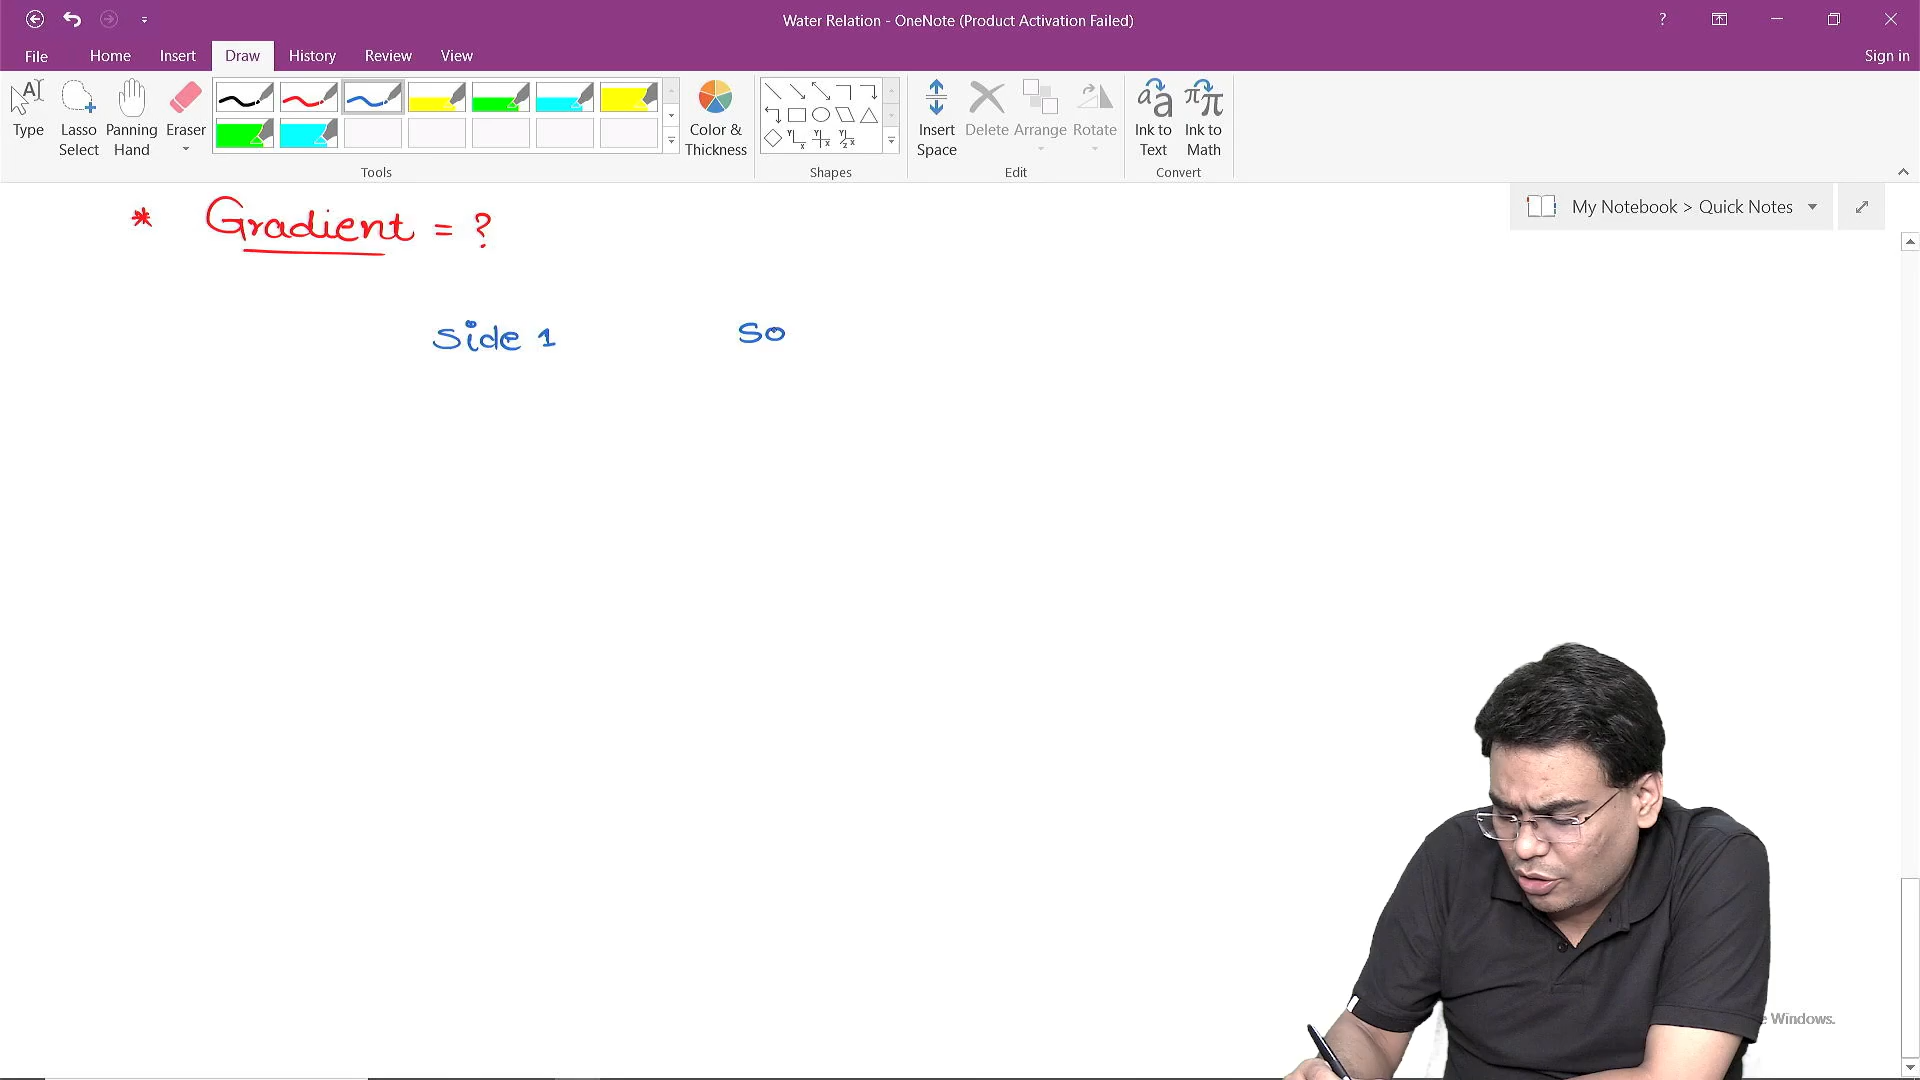 Water Relation - OneNote (Product Activation Failed)
?
File Home Insert Draw History Review View
Sign in
Type
Lasso Select
Panning Hand
Eraser
Color & Thickness
Insert Space
Delete
Arrange
Rotate
Ink to Text
Ink to Math
Tools
Shapes
Edit
Convert
My Notebook > Quick Notes
* Gradient = ?
Side 1 So
e Windows.